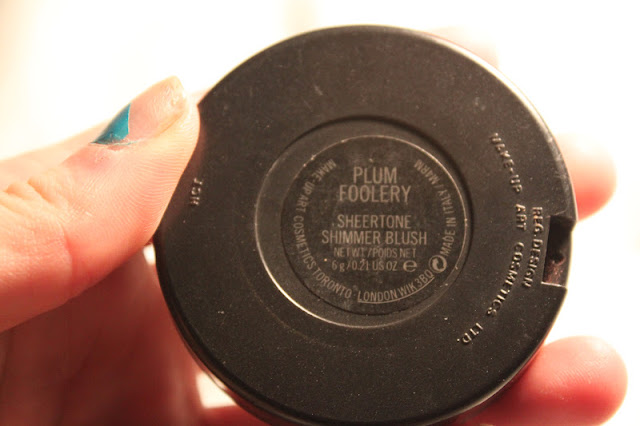 PLUM
FOOLERY
SHEERTONE
SHIMMER BLUSH
NET WT/POIDS NET
6 g/0.21 US OZ e
MAKE-UP ART COSMETICS TORONTO LONDON W1K 3BQ
MADE IN ITALY
REG. DESIGN
MAKE-UP ART COSMETICS LTD.